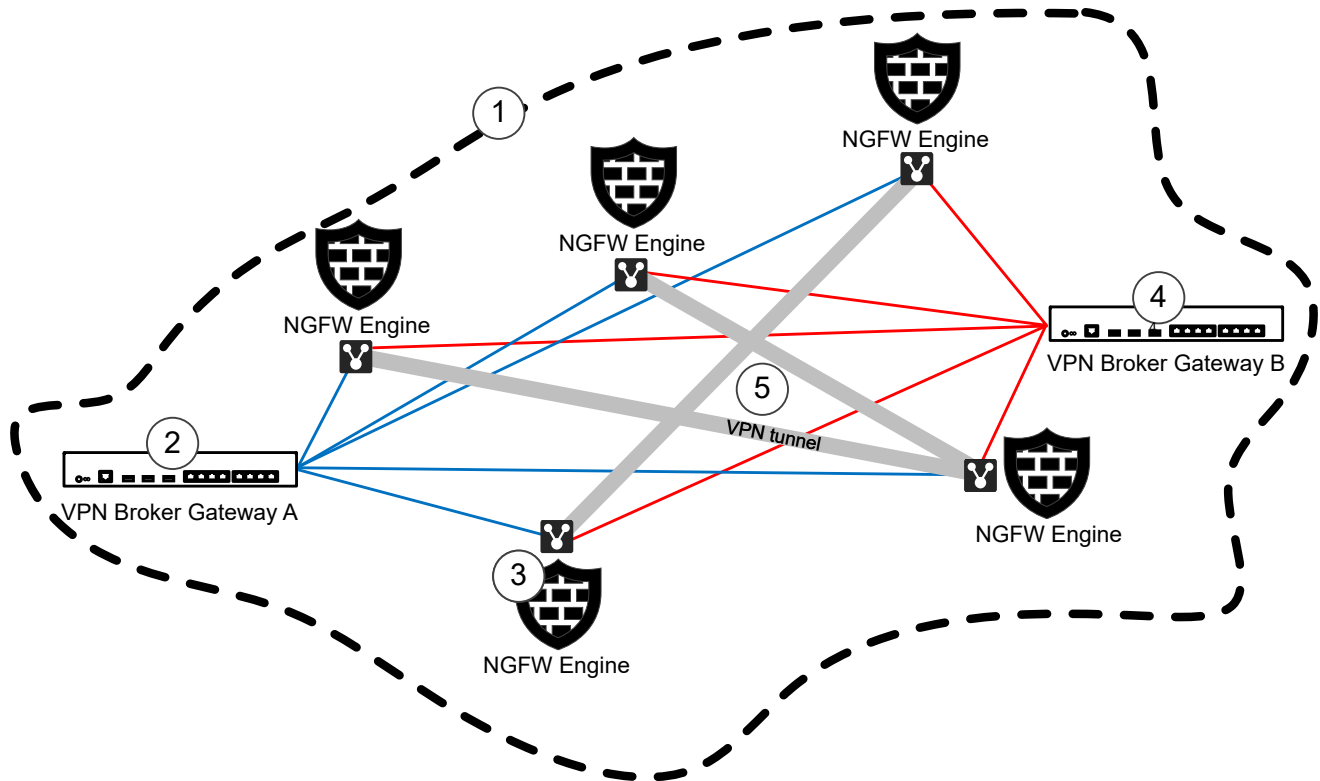 1
NGFW Engine
NGFW Engine
4
NGFW Engine
VPN Broker Gateway B
5
VPN tunnel
2
VPN Broker Gateway A
NGFW Engine
3
NGFW Engine